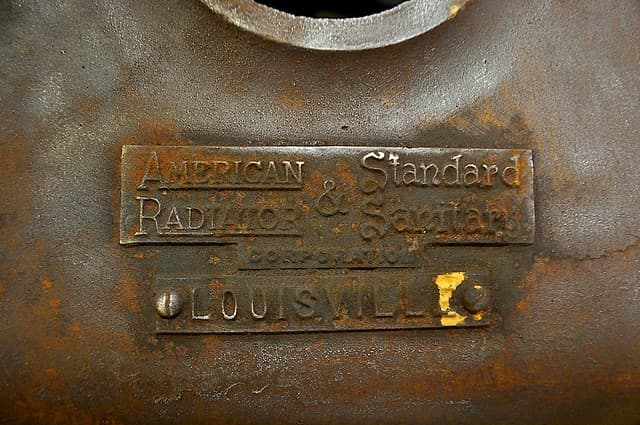 American & Standard
Radiator Sanitary
Corporation
LOUISVILLE